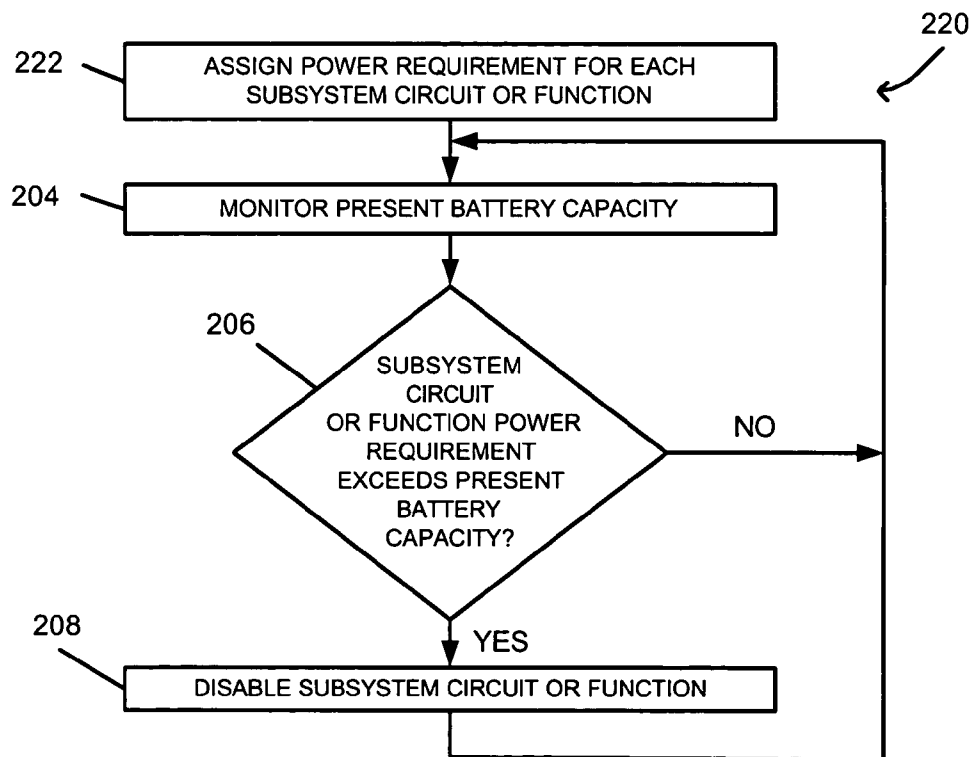 220
222
ASSIGN POWER REQUIREMENT FOR EACH
SUBSYSTEM CIRCUIT OR FUNCTION
204
MONITOR PRESENT BATTERY CAPACITY
206
SUBSYSTEM
CIRCUIT
OR FUNCTION POWER
REQUIREMENT
EXCEEDS PRESENT
BATTERY
CAPACITY?
NO
YES
208
DISABLE SUBSYSTEM CIRCUIT OR FUNCTION